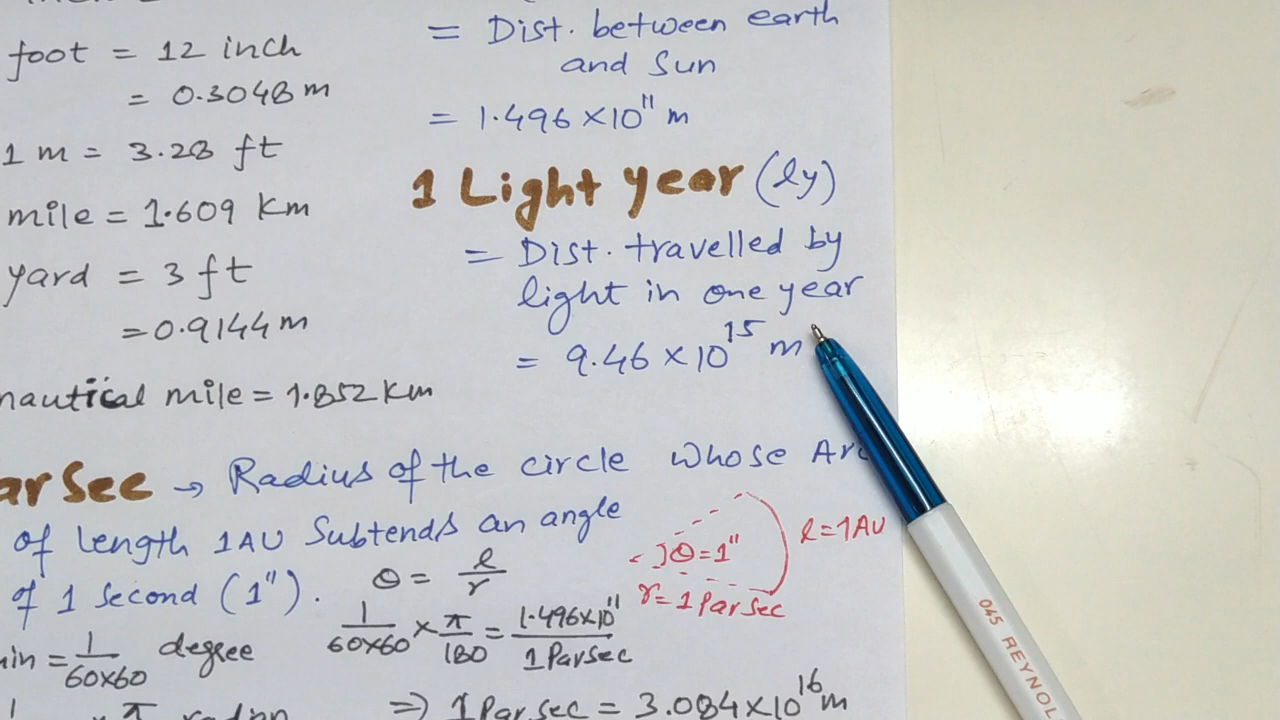 foot = 12 inch
= 0.3048 m
1 m = 3.28 ft
mile = 1.609 Km
yard = 3 ft
= 0.9144 m
nautical mile = 1.852 Km
= Dist. between earth
and Sun
= 1.496 × 10¹¹ m
1 Light year (ly)
= Dist. travelled by
light in one year
= 9.46 × 10¹⁵ m
arsec → Radius of the circle whose Arc
of length 1AU Subtends an angle
of 1 second (1").
θ = l/r
1/60×60 × π/180 = 1.496×10¹¹/1 Parsec
⇒ 1 Parsec = 3.084×10¹⁶ m
θ = 1"
l = 1AU
r = 1 Parsec
min = 1/60×60 degree
045 REYNOL